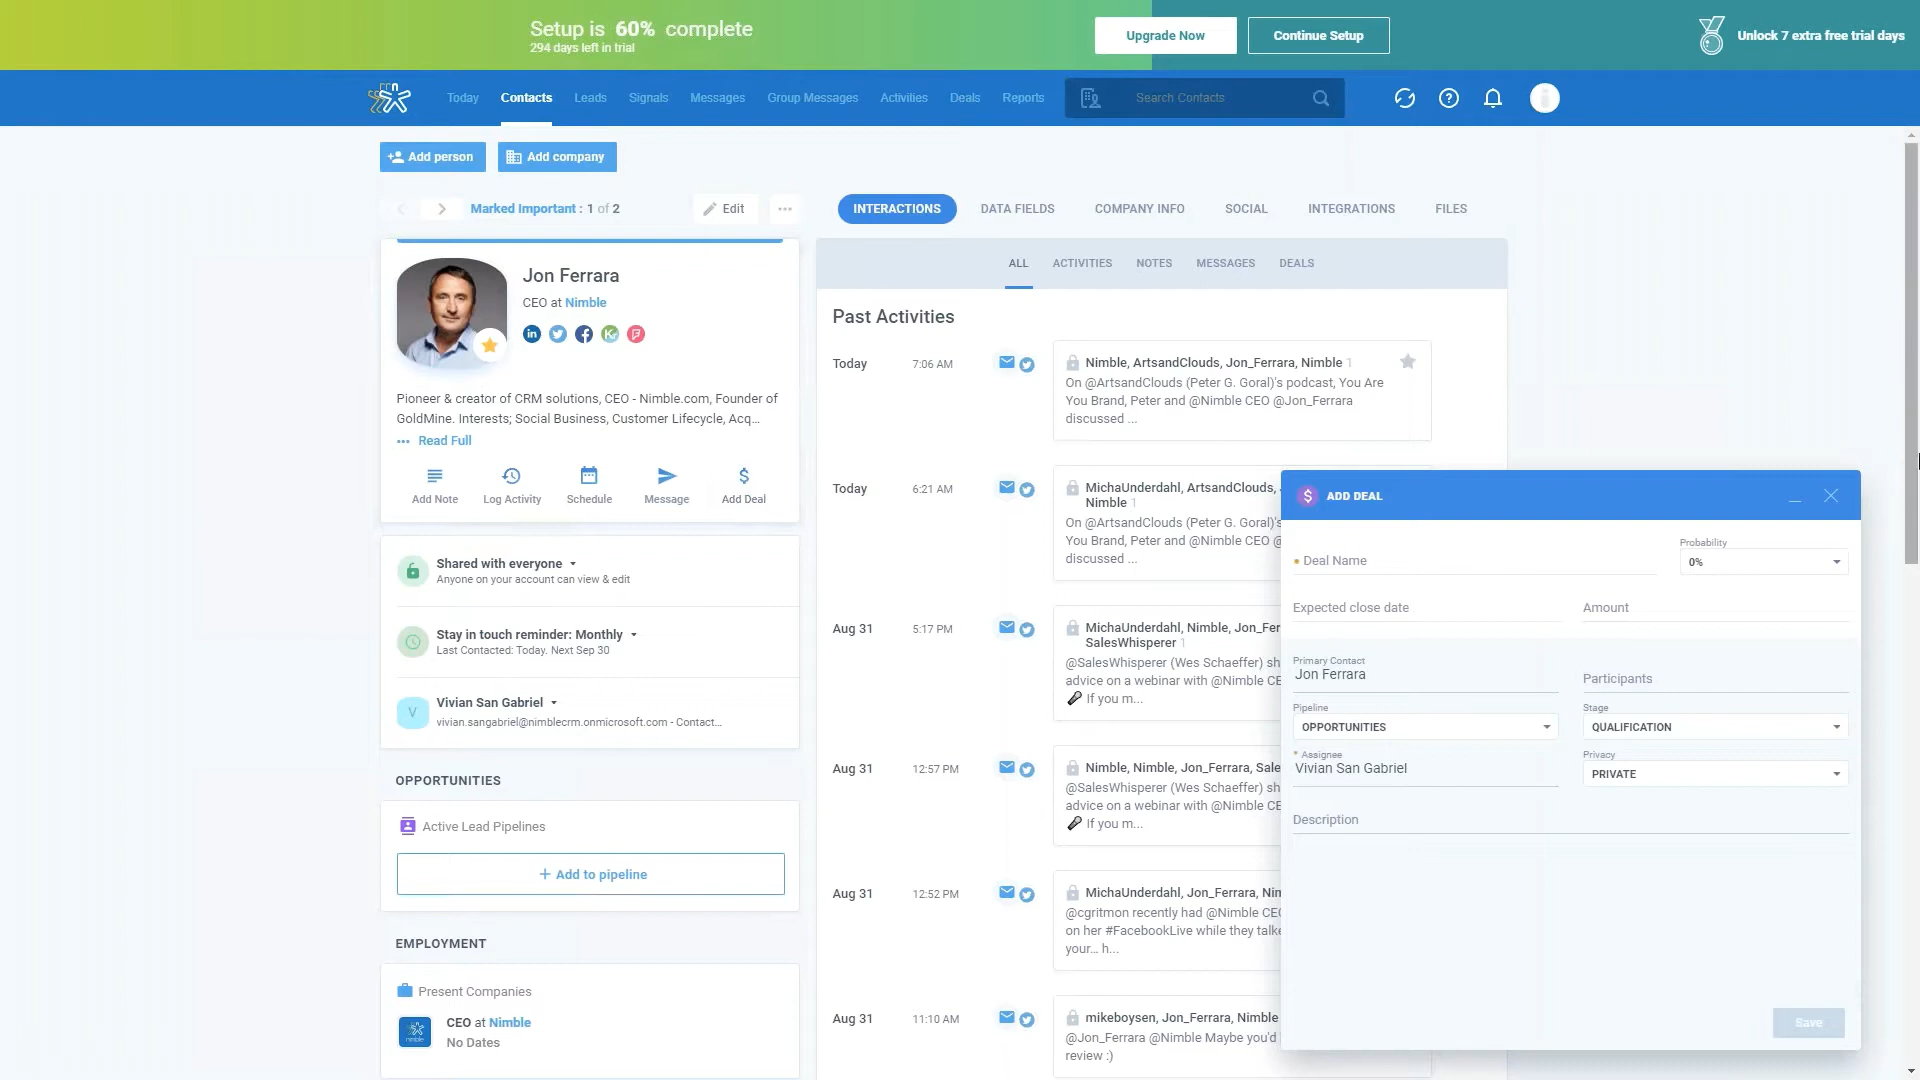 Setup is 60% complete
294 days left in trial
Upgrade Now
Continue Setup
Unlock 7 extra free trial days
Today
Contacts
Leads
Signals
Messages
Group Messages
Activities
Deals
Reports
Search Contacts
Add person
Add company
Marked Important : 1 of 2
Edit
INTERACTIONS
DATA FIELDS
COMPANY INFO
SOCIAL
INTEGRATIONS
FILES
Jon Ferrara
CEO at Nimble
Pioneer & creator of CRM solutions, CEO - Nimble.com, Founder of
GoldMine. Interests; Social Business, Customer Lifecycle, Acq...
Read Full
Add Note
Log Activity
Schedule
Message
Add Deal
Shared with everyone
Anyone on your account can view & edit
Stay in touch reminder: Monthly
Last Contacted: Today. Next Sep 30
V
Vivian San Gabriel
vivian.sangabriel@nimblecrm.onmicrosoft.com - Contact...
OPPORTUNITIES
Active Lead Pipelines
+ Add to pipeline
EMPLOYMENT
Present Companies
CEO at Nimble
No Dates
ALL
ACTIVITIES
NOTES
MESSAGES
DEALS
Past Activities
Today 7:06 AM
Nimble, ArtsandClouds, Jon_Ferrara, Nimble 1
On @ArtsandClouds (Peter G. Goral)'s podcast, You Are
You Brand, Peter and @Nimble CEO @Jon_Ferrara
discussed ...
Today 6:21 AM
MichaUnderdahl, ArtsandClouds,
Nimble 1
On @ArtsandClouds (Peter G. Goral)'s
You Brand, Peter and @Nimble CEO @
discussed ...
Aug 31 5:17 PM
MichaUnderdahl, Nimble, Jon_Fer
SalesWhisperer 1
@SalesWhisperer (Wes Schaeffer) sh
advice on a webinar with @Nimble CE
If you m...
Aug 31 12:57 PM
Nimble, Nimble, Jon_Ferrara, Sale
@SalesWhisperer (Wes Schaeffer) sh
advice on a webinar with @Nimble CE
If you m...
Aug 31 12:52 PM
MichaUnderdahl, Jon_Ferrara, Nim
@cgritmon recently had @Nimble CEO
on her #FacebookLive while they talke
your... h...
Aug 31 11:10 AM
mikeboysen, Jon_Ferrara, Nimble
@Jon_Ferrara @Nimble Maybe you'd
review :)
$ ADD DEAL
Deal Name
Probability
0%
Expected close date
Amount
Primary Contact
Jon Ferrara
Participants
Pipeline
OPPORTUNITIES
Stage
QUALIFICATION
* Assignee
Vivian San Gabriel
Privacy
PRIVATE
Description
Save